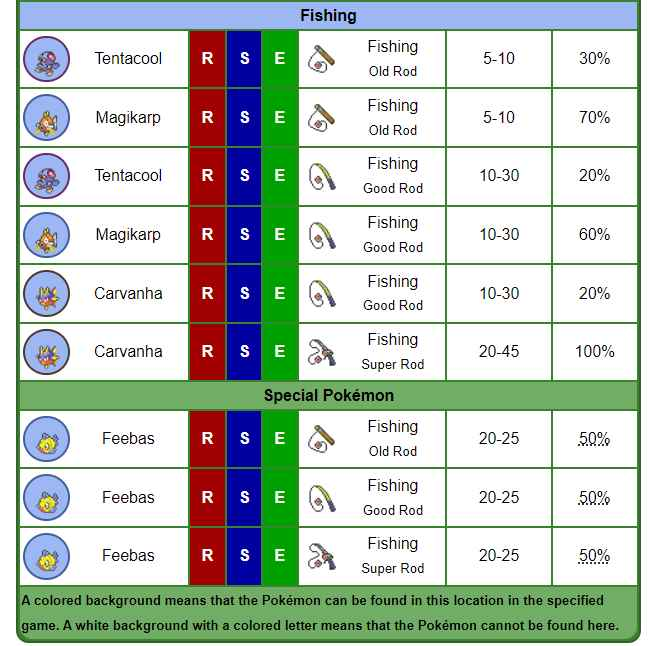 Fishing
Tentacool R S E Fishing Old Rod 5-10 30%
Magikarp R S E Fishing Old Rod 5-10 70%
Tentacool R S E Fishing Good Rod 10-30 20%
Magikarp R S E Fishing Good Rod 10-30 60%
Carvanha R S E Fishing Good Rod 10-30 20%
Carvanha R S E Fishing Super Rod 20-45 100%
Special Pokémon
Feebas R S E Fishing Old Rod 20-25 50%
Feebas R S E Fishing Good Rod 20-25 50%
Feebas R S E Fishing Super Rod 20-25 50%
A colored background means that the Pokémon can be found in this location in the specified
game. A white background with a colored letter means that the Pokémon cannot be found here.